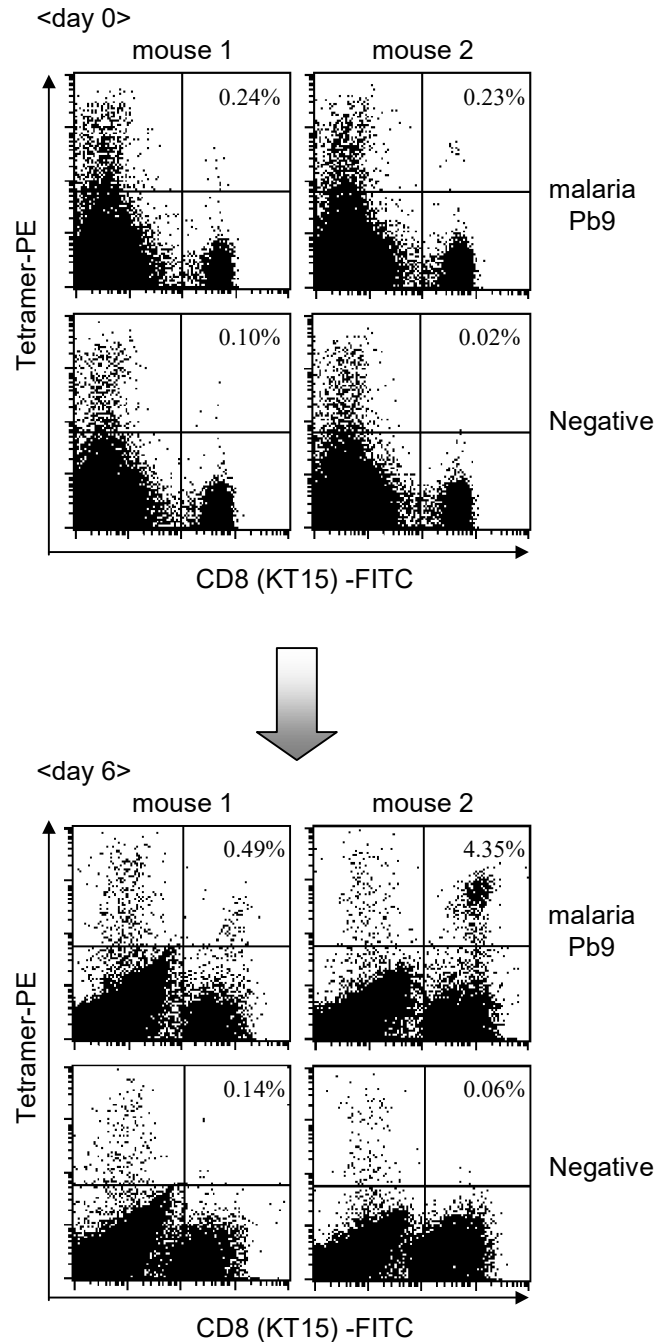 <day 0>
mouse 1 mouse 2
0.24% 0.23%
malaria
Pb9
Tetramer-PE
0.10% 0.02%
Negative
CD8 (KT15) -FITC
<day 6>
mouse 1 mouse 2
0.49% 4.35%
malaria
Pb9
Tetramer-PE
0.14% 0.06%
Negative
CD8 (KT15) -FITC